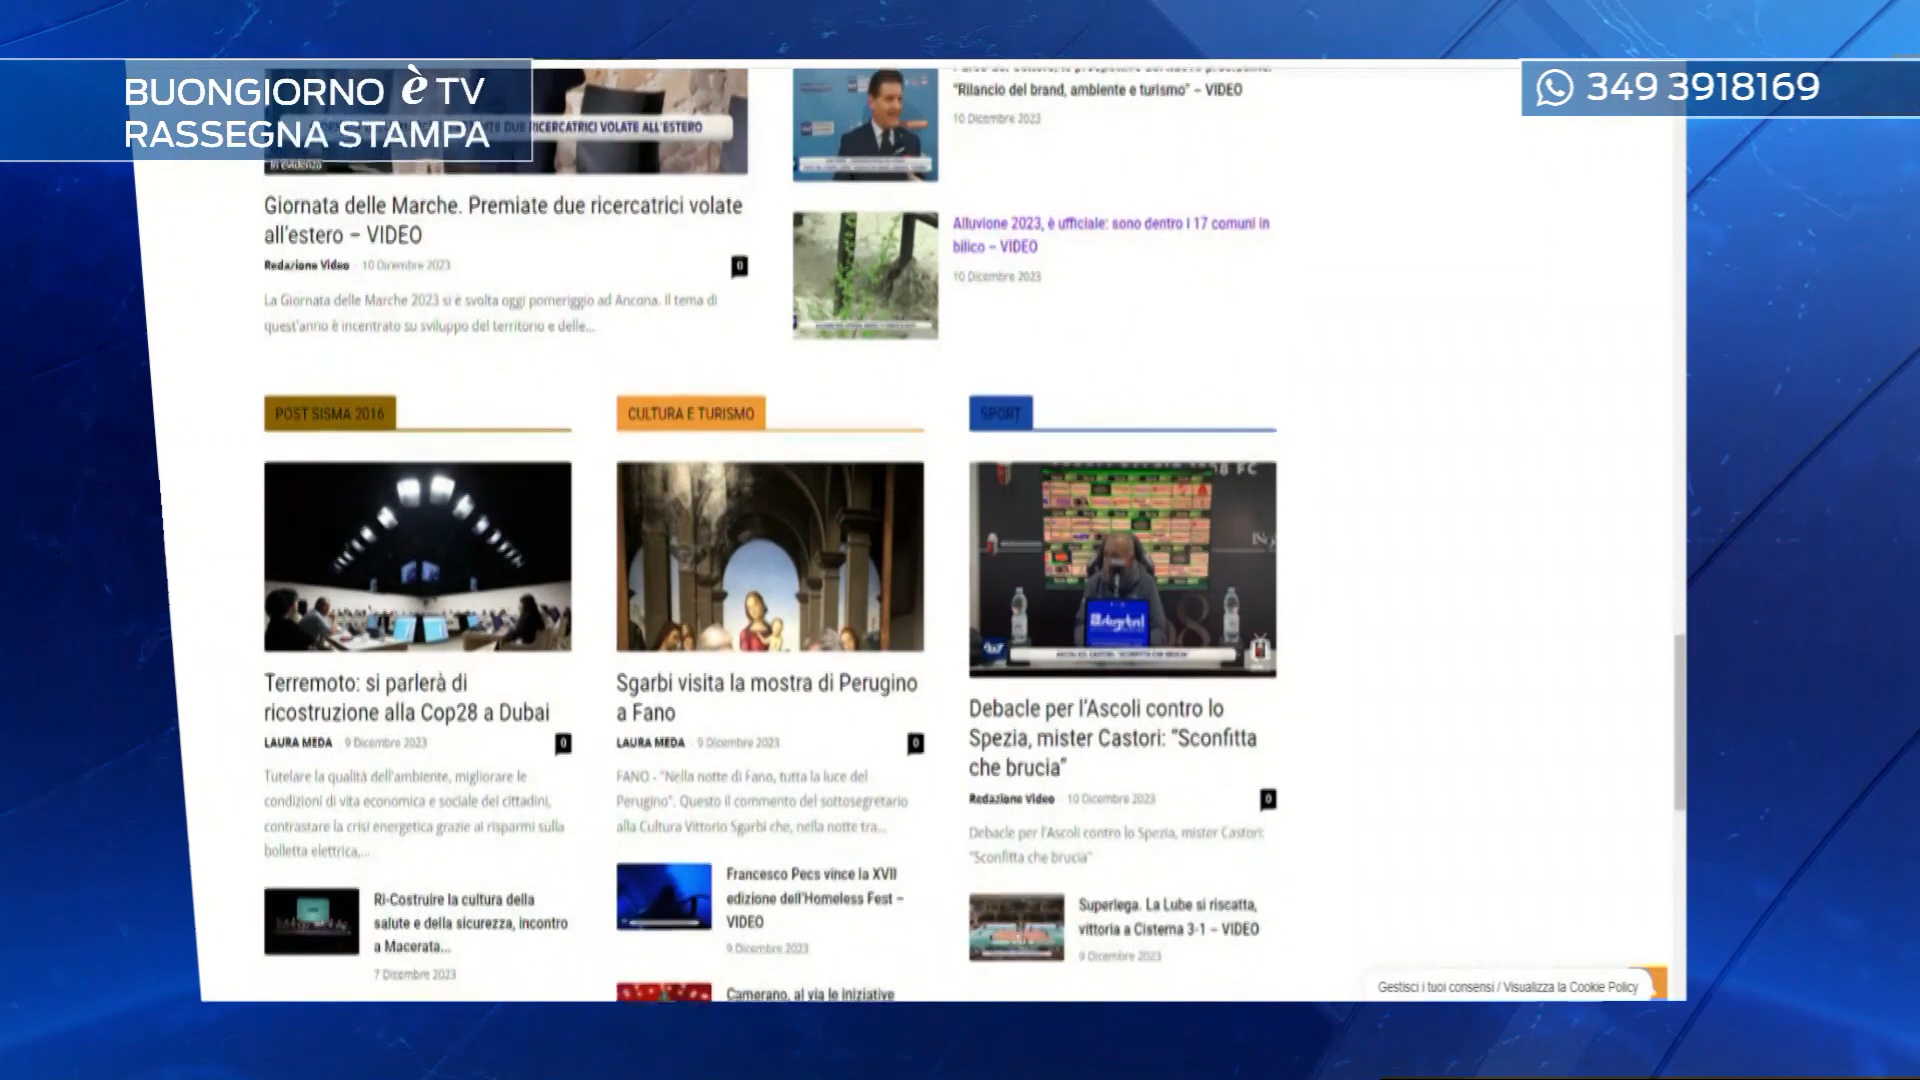 BUONGIORNO è TV
RASSEGNA STAMPA
349 3918169
DUE RICERCATRICI VOLATE ALL'ESTERO
In evidenza
Giornata delle Marche. Premiate due ricercatrici volate
all'estero – VIDEO
Redazione Video - 10 Dicembre 2023
0
La Giornata delle Marche 2023 si è svolta oggi pomeriggio ad Ancona. Il tema di
quest'anno è incentrato su sviluppo del territorio e delle...
"Rilancio del brand, ambiente e turismo" – VIDEO
10 Dicembre 2023
Alluvione 2023, è ufficiale: sono dentro i 17 comuni in
bilico – VIDEO
10 Dicembre 2023
POST SISMA 2016
Terremoto: si parlerà di
ricostruzione alla Cop28 a Dubai
LAURA MEDA - 9 Dicembre 2023
0
Tutelare la qualità dell'ambiente, migliorare le
condizioni di vita economica e sociale dei cittadini,
contrastare la crisi energetica grazie ai risparmi sulla
bolletta elettrica,...
Ri-Costruire la cultura della
salute e della sicurezza, incontro
a Macerata...
7 Dicembre 2023
CULTURA E TURISMO
Sgarbi visita la mostra di Perugino
a Fano
LAURA MEDA - 9 Dicembre 2023
0
FANO - "Nella notte di Fano, tutta la luce del
Perugino". Questo il commento del sottosegretario
alla Cultura Vittorio Sgarbi che, nella notte tra...
Francesco Pecs vince la XVII
edizione dell'Homeless Fest –
VIDEO
9 Dicembre 2023
Camerano, al via le iniziative
SPORT
Debacle per l'Ascoli contro lo
Spezia, mister Castori: "Sconfitta
che brucia"
Redazione Video - 10 Dicembre 2023
0
Debacle per l'Ascoli contro lo Spezia, mister Castori:
"Sconfitta che brucia"
Superlega. La Lube si riscatta,
vittoria a Cisterna 3-1 – VIDEO
9 Dicembre 2023
Gestisci i tuoi consensi / Visualizza la Cookie Policy